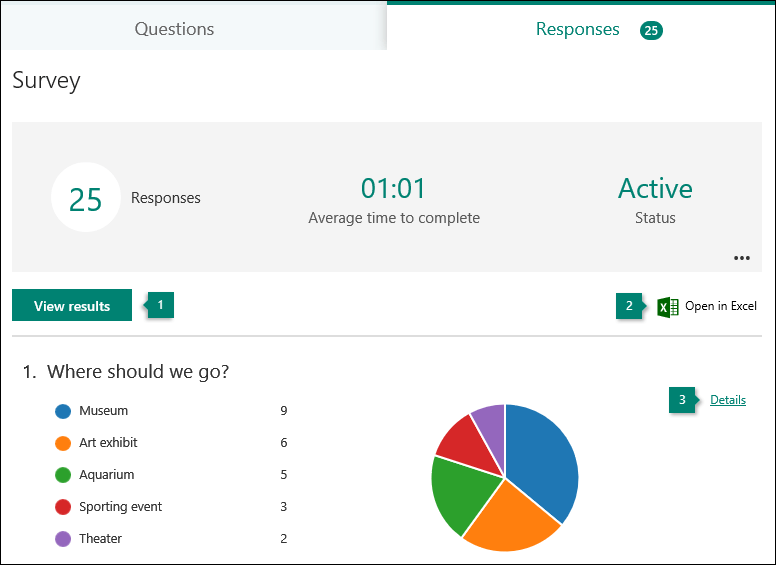 Questions
Responses 25
Survey
25 Responses
01:01
Average time to complete
Active
Status
View results 1
2 Open in Excel
1. Where should we go?
3 Details
Museum 9
Art exhibit 6
Aquarium 5
Sporting event 3
Theater 2